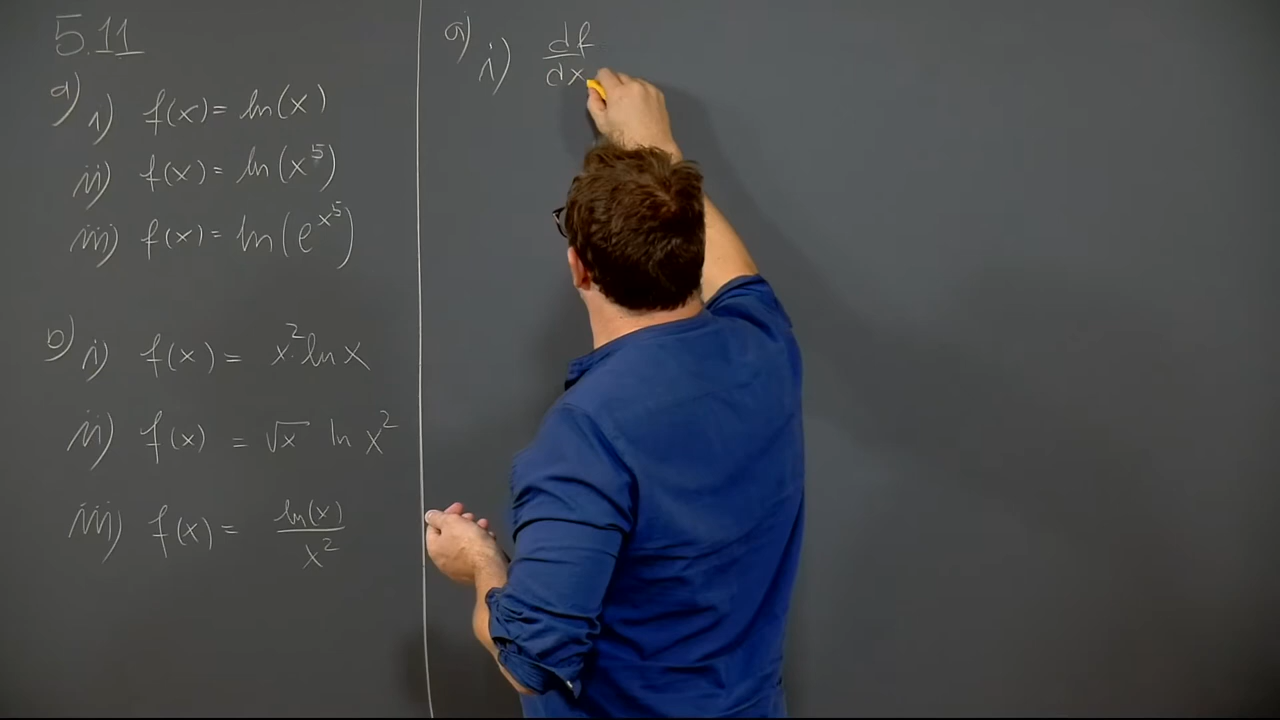 5.11
a) i) f(x) = ln(x)
ii) f(x) = ln(x⁵)
iii) f(x) = ln(e^{x⁵})
b) i) f(x) = x² ln x
ii) f(x) = √x ln x²
iii) f(x) = ln(x)/x²
a) i) df/dx